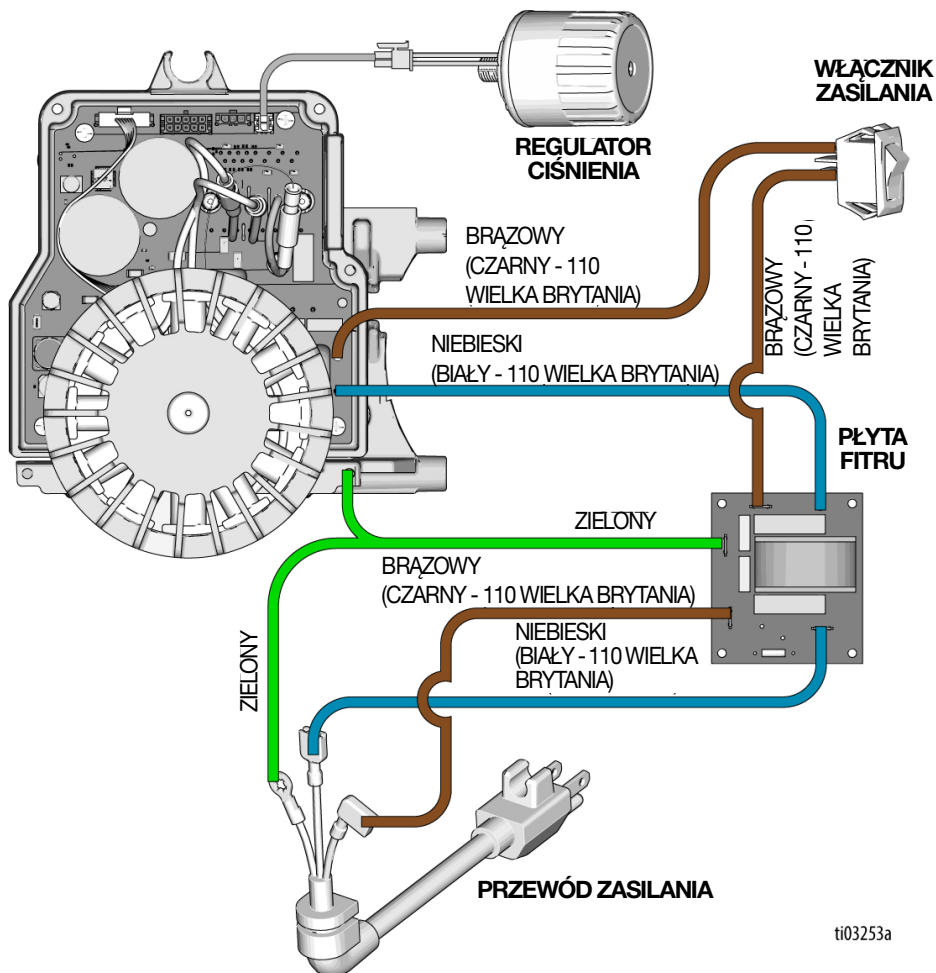 WŁĄCZNIK
ZASILANIA
REGULATOR
CIŚNIENIA
BRĄZOWY
(CZARNY - 110
WIELKA BRYTANIA)
BRĄZOWY
(CZARNY - 110
WIELKA
BRYTANIA)
NIEBIESKI
(BIAŁY - 110 WIELKA BRYTANIA)
PŁYTA
FITRU
ZIELONY
BRĄZOWY
(CZARNY - 110 WIELKA BRYTANIA)
NIEBIESKI
(BIAŁY - 110 WIELKA
BRYTANIA)
ZIELONY
PRZEWÓD ZASILANIA
ti03253a